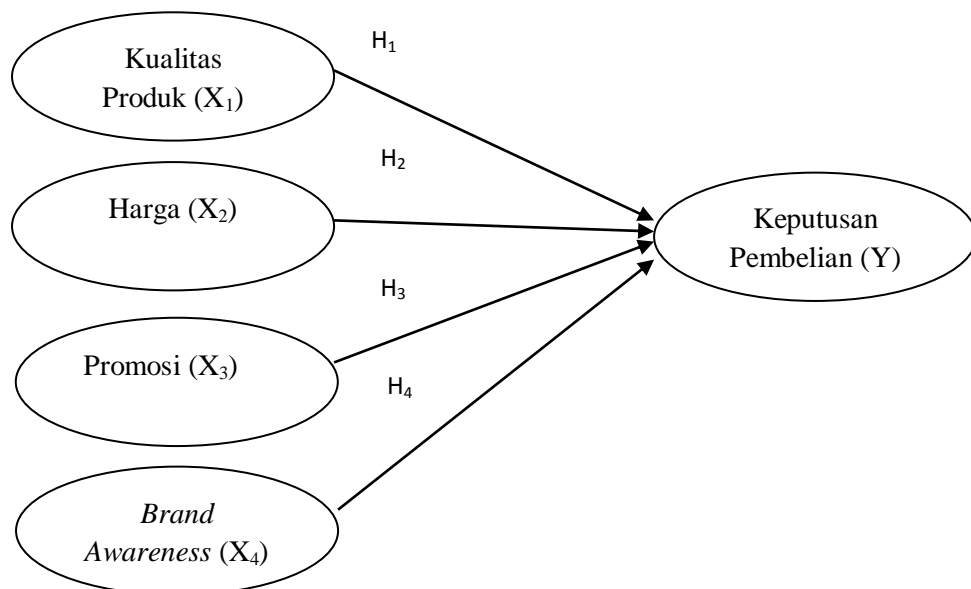 H₁
Kualitas
Produk (X₁)
H₂
Harga (X₂)
Keputusan
Pembelian (Y)
H₃
Promosi (X₃)
H₄
Brand
Awareness (X₄)